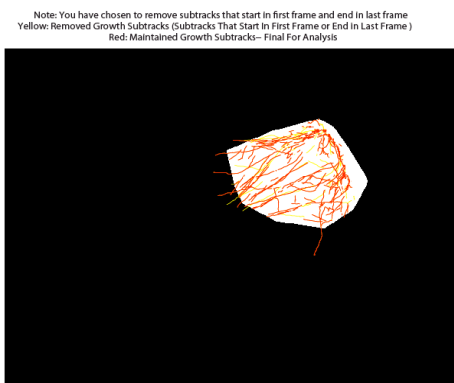 Note: You have chosen to remove subtracks that start in first frame and end in last frame
Yellow: Removed Growth Subtracks (Subtracks That Start In First Frame or End in Last Frame )
Red: Maintained Growth Subtracks-- Final For Analysis